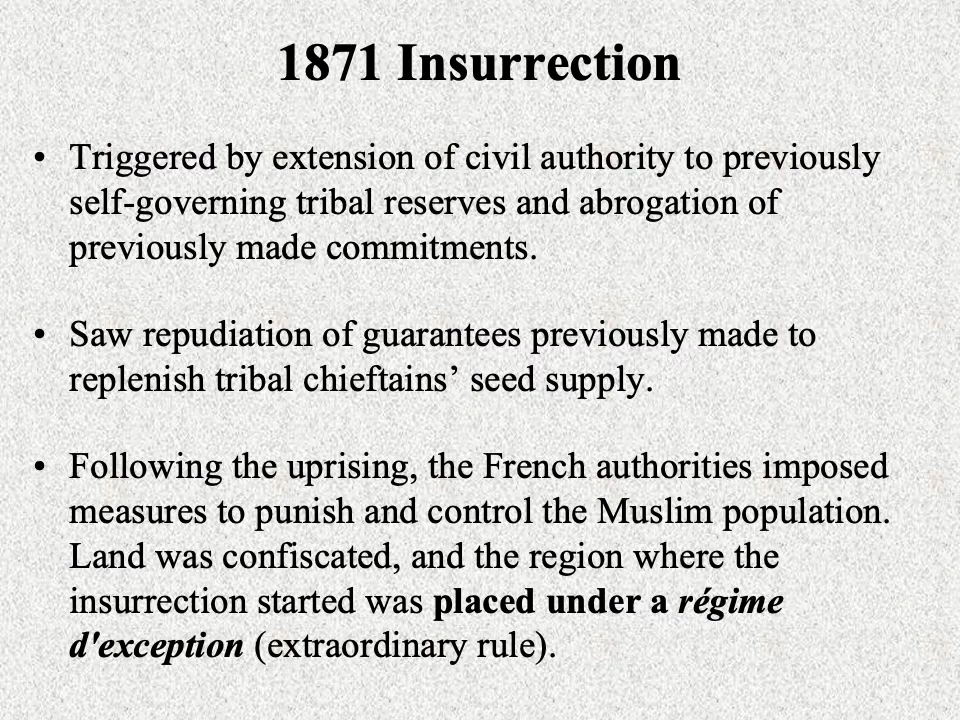 1871 Insurrection
• Triggered by extension of civil authority to previously
self-governing tribal reserves and abrogation of
previously made commitments.
• Saw repudiation of guarantees previously made to
replenish tribal chieftains’ seed supply.
• Following the uprising, the French authorities imposed
measures to punish and control the Muslim population.
Land was confiscated, and the region where the
insurrection started was placed under a régime
d'exception (extraordinary rule).